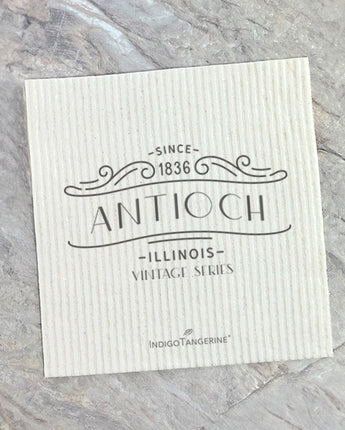 -SINCE-
1836
ANTIOCH
-ILLINOIS-
VINTAGE SERIES
INDIGOTANGERINE®